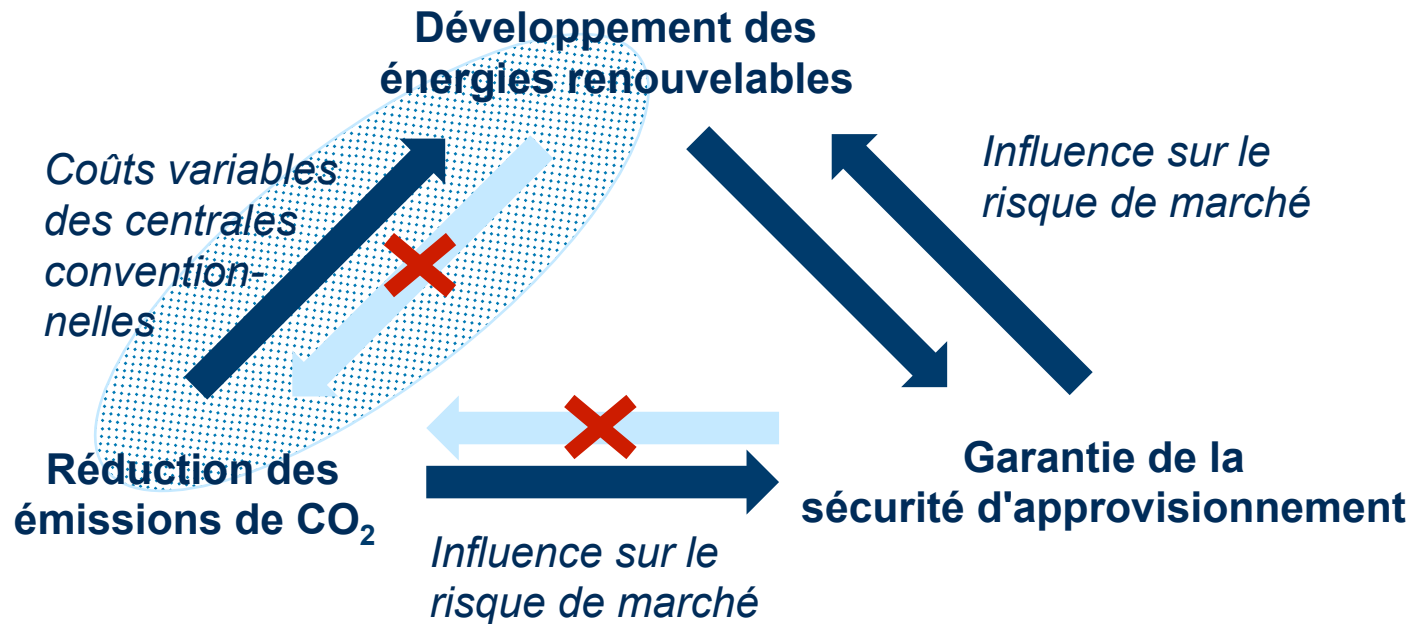 Développement des
énergies renouvelables
Coûts variables
des centrales
convention-
nelles
Influence sur le
risque de marché
Réduction des
émissions de CO₂
Garantie de la
sécurité d'approvisionnement
Influence sur le
risque de marché